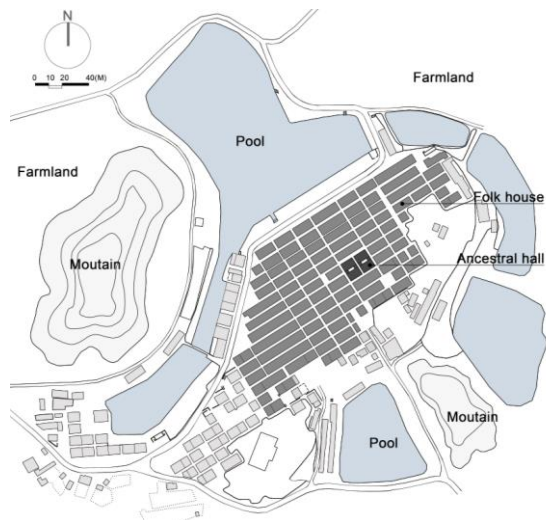 N
0 10 20 40(M)
Farmland
Pool
Farmland
Folk house
Ancestral hall
Moutain
Moutain
Pool